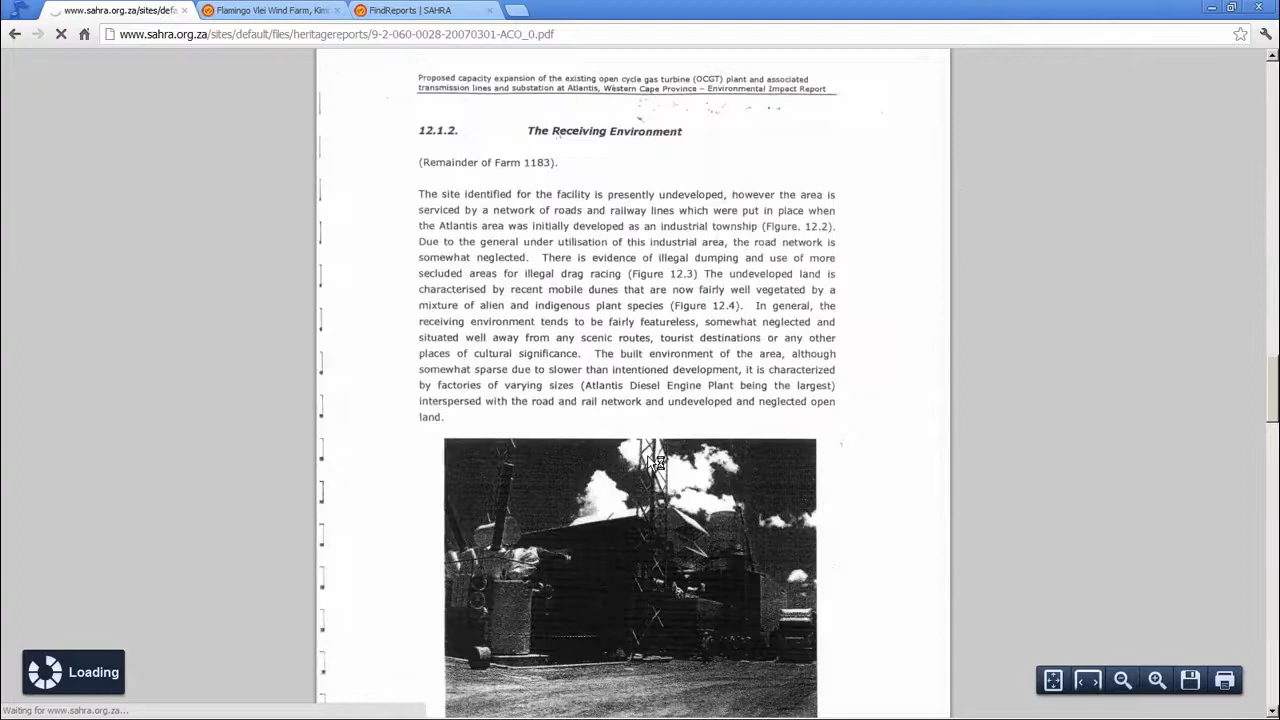 www.sahra.org.za/sites/defa
Flamingo Vlei Wind Farm, Kim
FindReports | SAHRA
www.sahra.org.za/sites/default/files/heritagereports/9-2-060-0028-20070301-ACO_0.pdf
Proposed capacity expansion of the existing open cycle gas turbine (OCGT) plant and associated
transmission lines and substation at Atlantis, Western Cape Province – Environmental Impact Report
12.1.2. The Receiving Environment
(Remainder of Farm 1183).
The site identified for the facility is presently undeveloped, however the area is
serviced by a network of roads and railway lines which were put in place when
the Atlantis area was initially developed as an industrial township (Figure. 12.2).
Due to the general under utilisation of this industrial area, the road network is
somewhat neglected. There is evidence of illegal dumping and use of more
secluded areas for illegal drag racing (Figure 12.3) The undeveloped land is
characterised by recent mobile dunes that are now fairly well vegetated by a
mixture of alien and indigenous plant species (Figure 12.4). In general, the
receiving environment tends to be fairly featureless, somewhat neglected and
situated well away from any scenic routes, tourist destinations or any other
places of cultural significance. The built environment of the area, although
somewhat sparse due to slower than intentioned development, it is characterized
by factories of varying sizes (Atlantis Diesel Engine Plant being the largest)
interspersed with the road and rail network and undeveloped and neglected open
land.
Loading
Waiting for www.sahra.org.za...